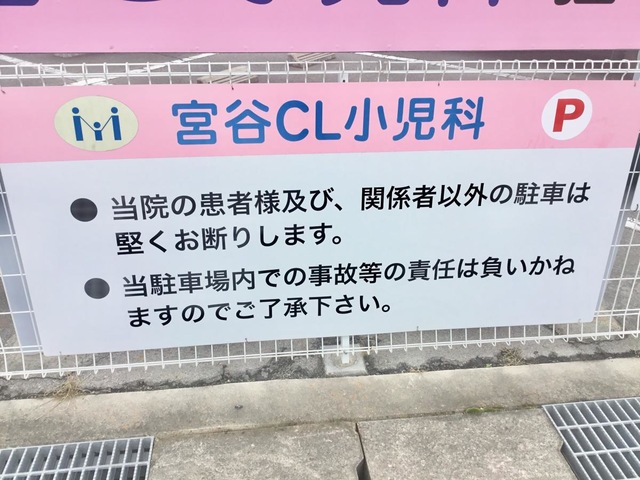 宮谷CL小児科 P
● 当院の患者様及び、関係者以外の駐車は
堅くお断りします。
● 当駐車場内での事故等の責任は負いかね
ますのでご了承下さい。